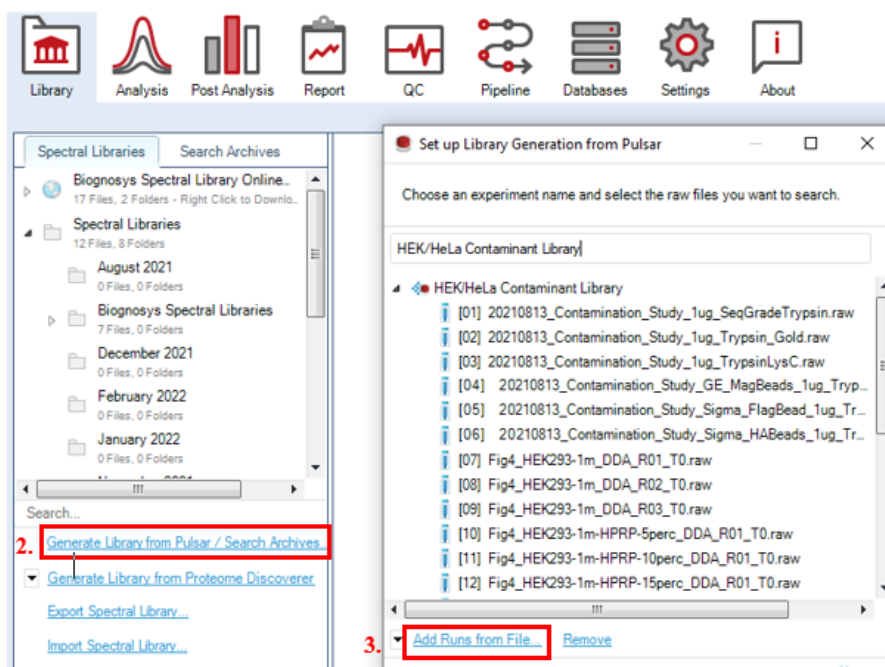 Library Analysis Post Analysis Report QC Pipeline Databases Settings About
Spectral Libraries Search Archives
Biognosys Spectral Library Online..
17 Files, 2 Folders - Right Click to Downlo..
Spectral Libraries
12 Files, 8 Folders
August 2021
0 Files, 0 Folders
Biognosys Spectral Libraries
7 Files, 0 Folders
December 2021
0 Files, 0 Folders
February 2022
0 Files, 0 Folders
January 2022
0 Files, 0 Folders
Search...
2. Generate Library from Pulsar / Search Archives..
Generate Library from Proteome Discoverer
Export Spectral Library...
Import Spectral Library...
Set up Library Generation from Pulsar
Choose an experiment name and select the raw files you want to search.
HEK/HeLa Contaminant Library
HEK/HeLa Contaminant Library
[01] 20210813_Contamination_Study_1ug_SeqGradeTrypsin.raw
[02] 20210813_Contamination_Study_1ug_Trypsin_Gold.raw
[03] 20210813_Contamination_Study_1ug_TrypsinLysC.raw
[04] 20210813_Contamination_Study_GE_MagBeads_1ug_Tryp...
[05] 20210813_Contamination_Study_Sigma_FlagBead_1ug_Tr...
[06] 20210813_Contamination_Study_Sigma_HABeads_1ug_Tr...
[07] Fig4_HEK293-1m_DDA_R01_T0.raw
[08] Fig4_HEK293-1m_DDA_R02_T0.raw
[09] Fig4_HEK293-1m_DDA_R03_T0.raw
[10] Fig4_HEK293-1m-HPRP-5perc_DDA_R01_T0.raw
[11] Fig4_HEK293-1m-HPRP-10perc_DDA_R01_T0.raw
[12] Fig4_HEK293-1m-HPRP-15perc_DDA_R01_T0.raw
3. Add Runs from File... Remove